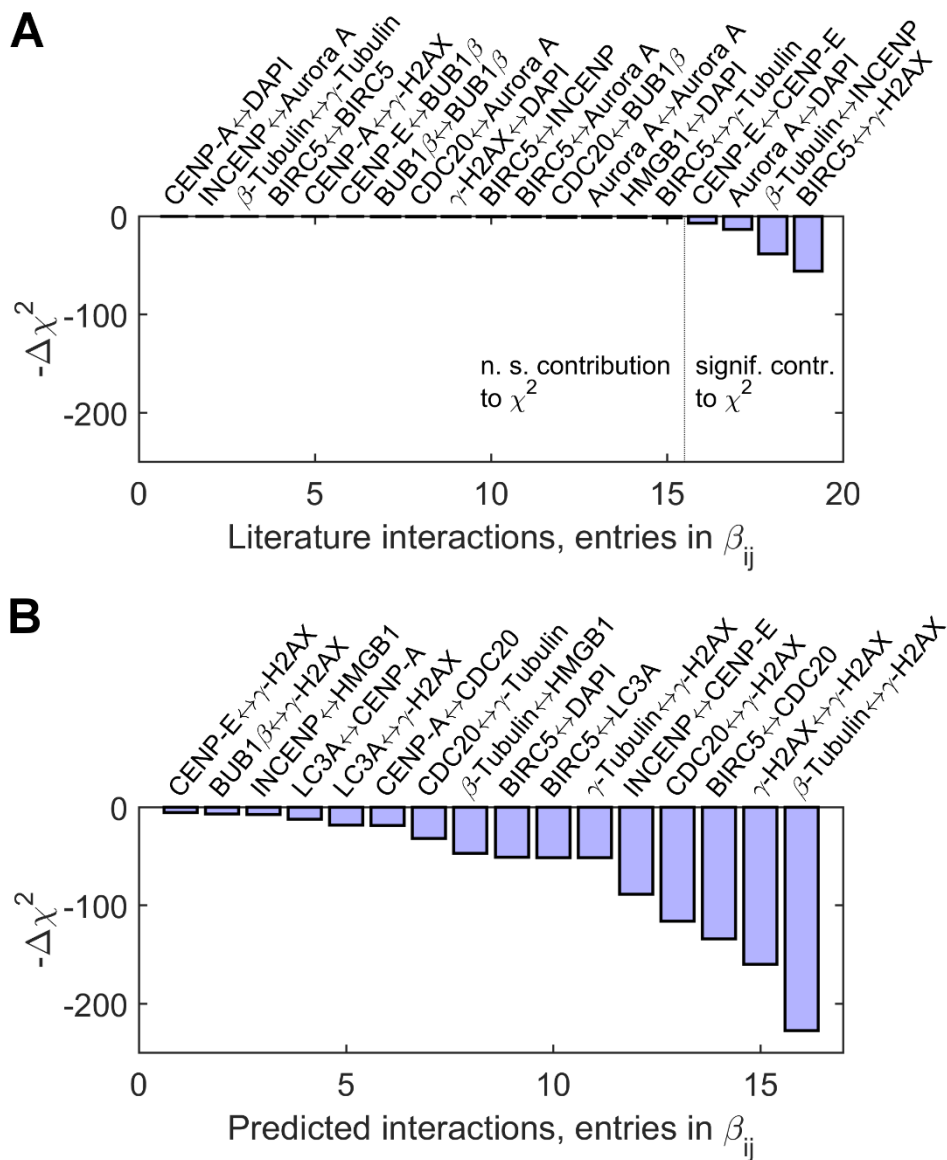 A
CENP-A↔DAPI
INCENP↔Aurora A
β-Tubulin↔γ-Tubulin
BIRC5↔BIRC5
CENP-A↔γ-H2AX
CENP-E↔BUB1β
BUB1β↔BUB1β
CDC20↔Aurora A
γ-H2AX↔DAPI
BIRC5↔INCENP
BIRC5↔Aurora A
CDC20↔BUB1β
Aurora A↔Aurora A
HMGB1↔DAPI
BIRC5↔γ-Tubulin
CENP-E↔CENP-E
Aurora A↔DAPI
β-Tubulin↔INCENP
BIRC5↔γ-H2AX
0
-100
-200
-Δχ²
n. s. contribution
to χ²
signif. contr.
to χ²
0 5 10 15 20
Literature interactions, entries in βij
B
CENP-E↔γ-H2AX
BUB1β↔γ-H2AX
INCENP↔HMGB1
LC3A↔CENP-A
LC3A↔γ-H2AX
CENP-A↔CDC20
CDC20↔γ-Tubulin
β-Tubulin↔HMGB1
BIRC5↔DAPI
BIRC5↔LC3A
γ-Tubulin↔γ-H2AX
INCENP↔CENP-E
CDC20↔γ-H2AX
BIRC5↔CDC20
γ-H2AX↔γ-H2AX
β-Tubulin↔γ-H2AX
0
-100
-200
-Δχ²
0 5 10 15
Predicted interactions, entries in βij